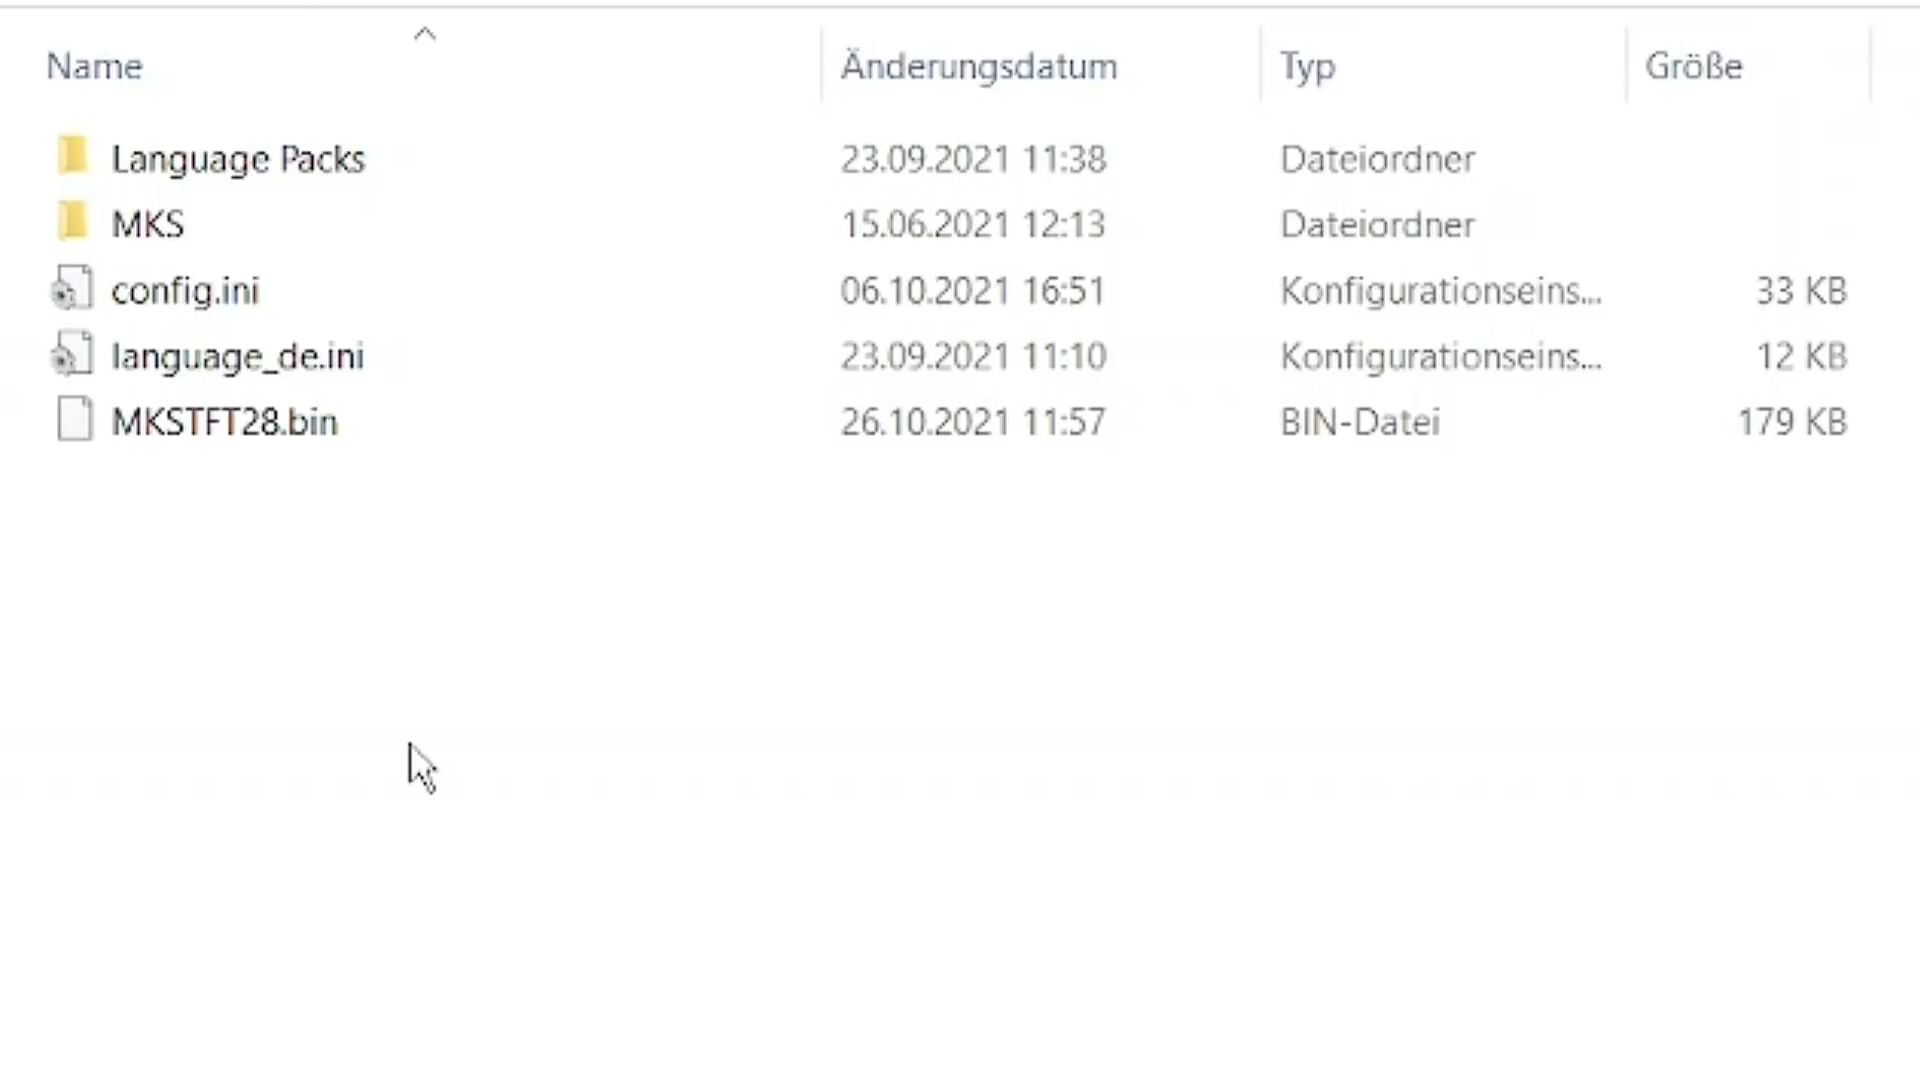 Name Änderungsdatum Typ Größe
Language Packs 23.09.2021 11:38 Dateiordner
MKS 15.06.2021 12:13 Dateiordner
config.ini 06.10.2021 16:51 Konfigurationseins... 33 KB
language_de.ini 23.09.2021 11:10 Konfigurationseins... 12 KB
MKSTFT28.bin 26.10.2021 11:57 BIN-Datei 179 KB